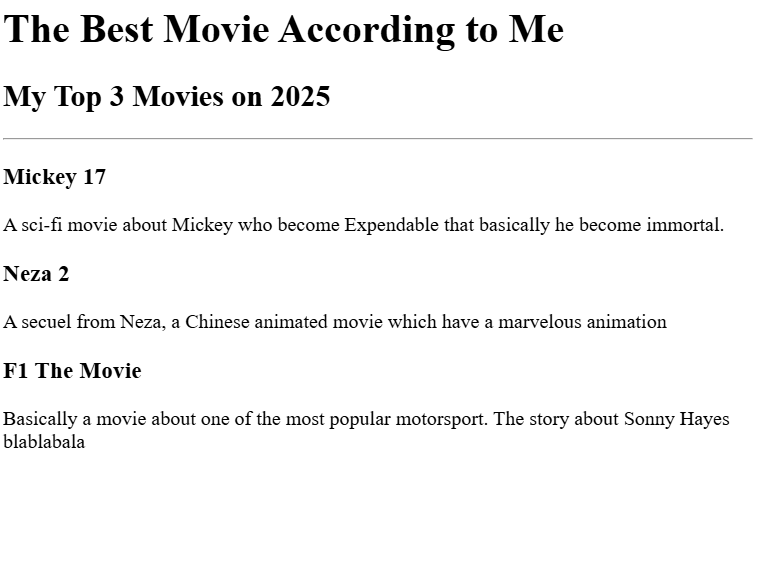 The Best Movie According to Me
My Top 3 Movies on 2025
Mickey 17
A sci-fi movie about Mickey who become Expendable that basically he become immortal.
Neza 2
A secuel from Neza, a Chinese animated movie which have a marvelous animation
F1 The Movie
Basically a movie about one of the most popular motorsport. The story about Sonny Hayes
blablabala